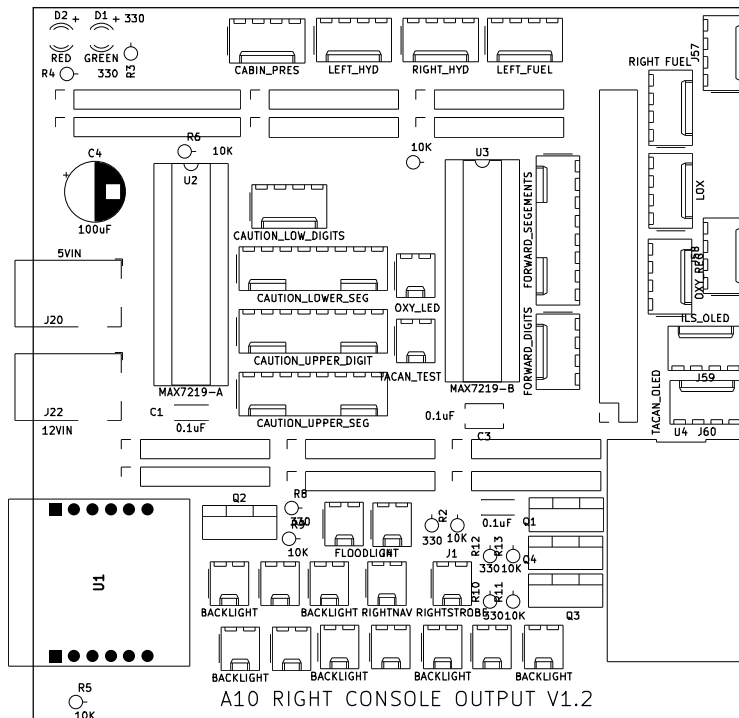 D2 + D1 + 330
RED GREEN
R4 330 R3
CABIN_PRES LEFT_HYD RIGHT_HYD LEFT_FUEL
RIGHT FUEL
J57
R6
10K
10K
U2
U3
C4
+
100uF
CAUTION_LOW_DIGITS
FORWARD_SEGEMENTS
LOX
5VIN
J20
CAUTION_LOWER_SEG
OXY_LED
OXY_REG
ILS_OLED
FORWARD_DIGITS
CAUTION_UPPER_DIGIT
TACAN_TEST
J59
MAX7219-A
MAX7219-B
TACAN_OLED
J22
12VIN
C1
0.1uF
CAUTION_UPPER_SEG
0.1uF
C3
U4 J60
Q2
R8
330
R9
10K
R2
330
10K
0.1uF
Q1
FLOODLIGHT
J1
R12
R13
330
10K
Q4
U1
BACKLIGHT BACKLIGHT RIGHTNAV RIGHTSTROBE
R10
R11
330
10K
Q3
BACKLIGHT BACKLIGHT BACKLIGHT BACKLIGHT
R5
10K
A10 RIGHT CONSOLE OUTPUT V1.2